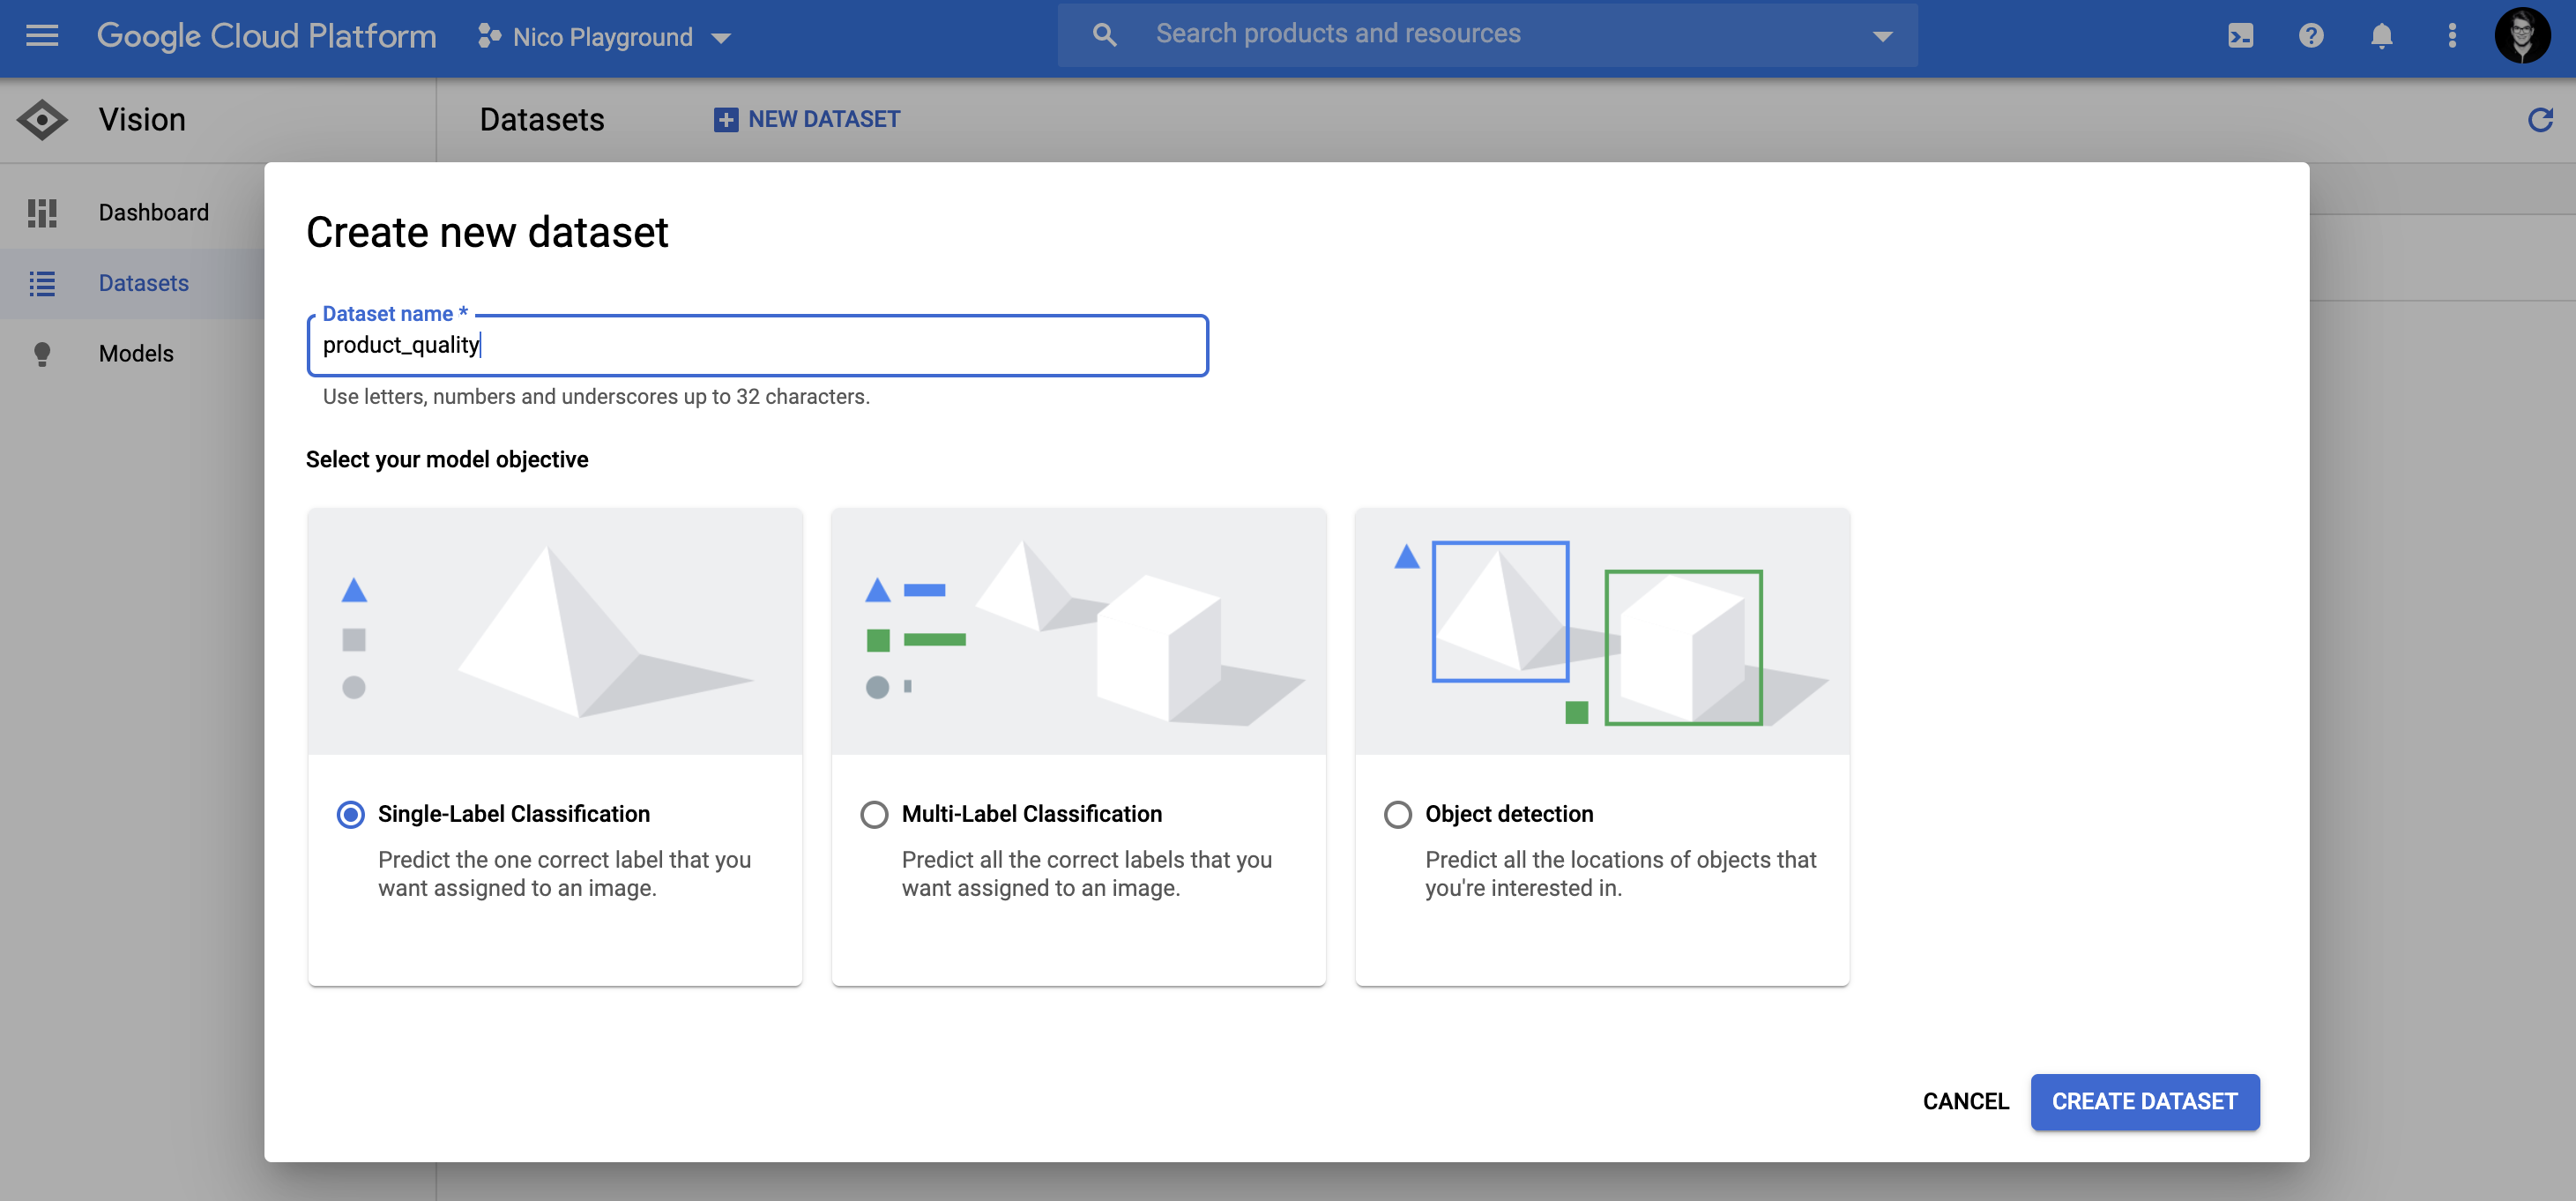 Google Cloud Platform
Nico Playground
Search products and resources
Vision
Datasets
NEW DATASET
Dashboard
Datasets
Models
Create new dataset
Dataset name *
product_quality
Use letters, numbers and underscores up to 32 characters.
Select your model objective
Single-Label Classification
Predict the one correct label that you
want assigned to an image.
Multi-Label Classification
Predict all the correct labels that you
want assigned to an image.
Object detection
Predict all the locations of objects that
you're interested in.
CANCEL
CREATE DATASET